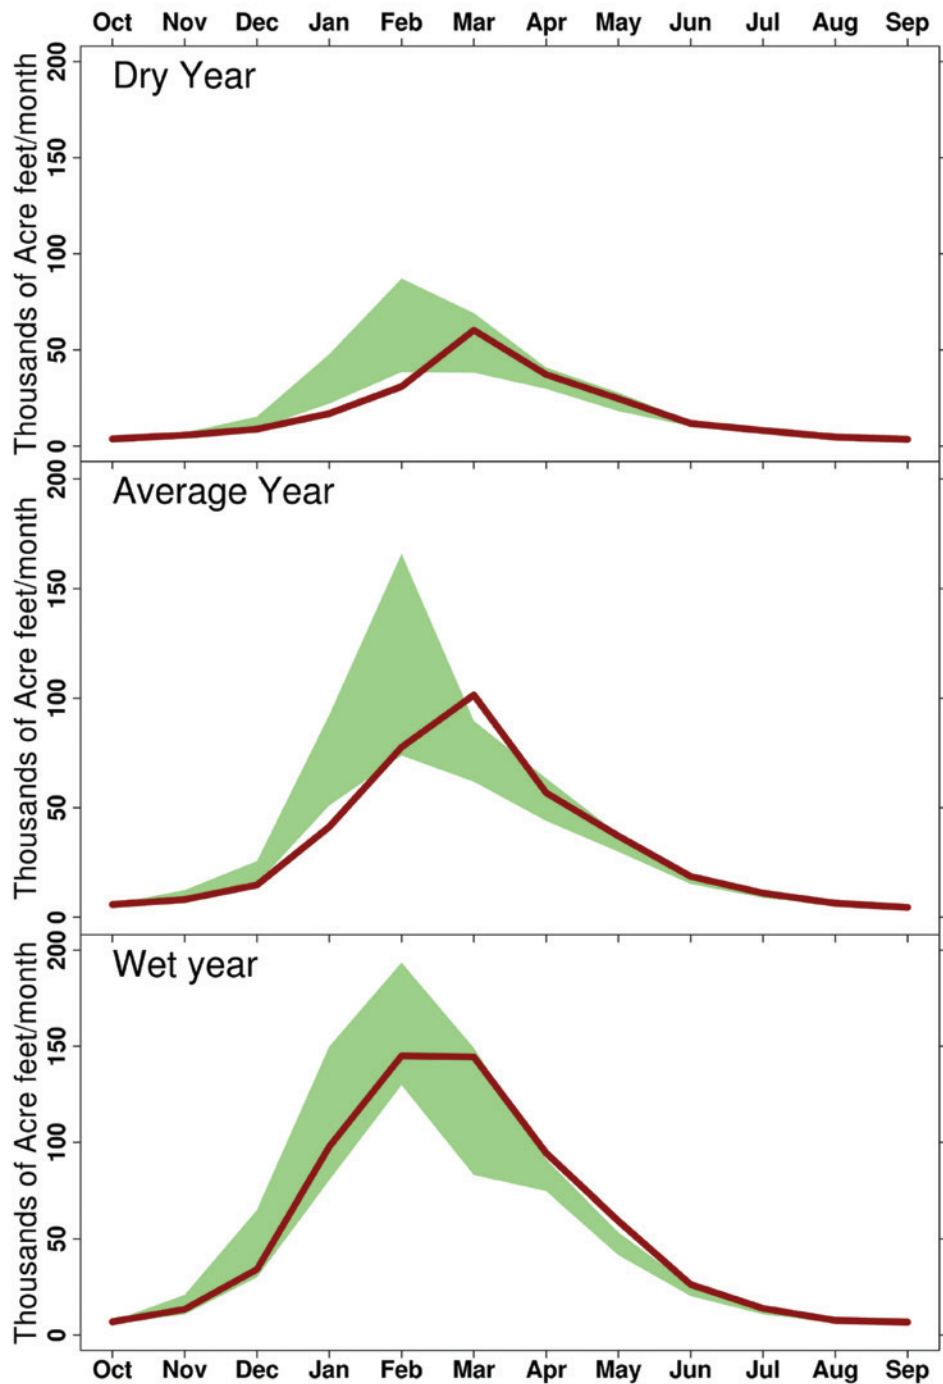 Oct Nov Dec Jan Feb Mar Apr May Jun Jul Aug Sep
Dry Year
Thousands of Acre feet/month
200
150
100
50
0
Average Year
Thousands of Acre feet/month
200
150
100
50
0
Wet year
Thousands of Acre feet/month
200
150
100
50
0
Oct Nov Dec Jan Feb Mar Apr May Jun Jul Aug Sep